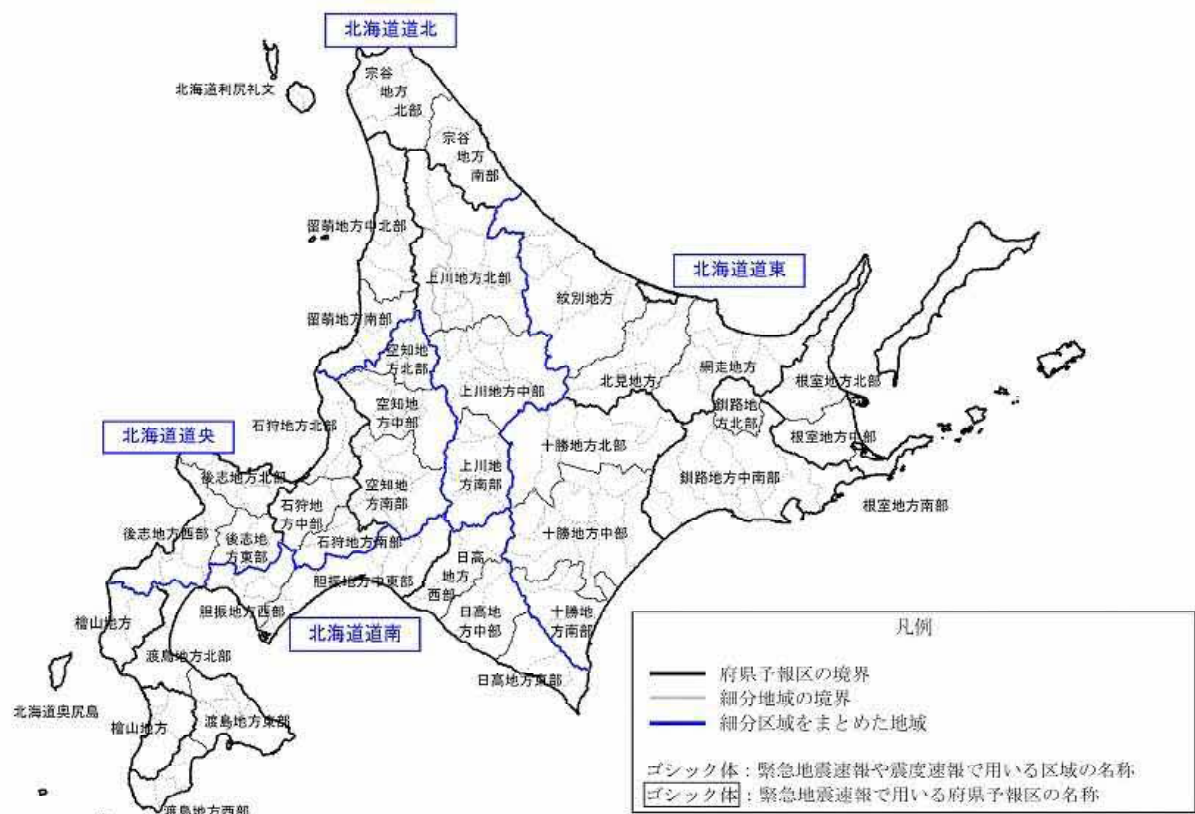 北海道道北
宗谷
地方
北部
北海道利尻礼文
宗谷
地方
南部
留萌地方中北部
上川地方北部
北海道道東
紋別地方
留萌地方南部
空知地
方北部
上川地方中部
北見地方
網走地方
根室地方北部
空知地
方中部
釧路地
方北部
石狩地方北部
北海道道央
十勝地方北部
根室地方中部
後志地方北部
上川地
方南部
釧路地方中南部
空知地
方南部
石狩地
方中部
根室地方南部
後志地方西部
後志地
方東部
石狩地方南部
十勝地方中部
日高
地方
西部
胆振地方中東部
胆振地方西部
檜山地方
北海道道南
日高地
方中部
十勝地
方南部
渡島地方北部
日高地方東部
北海道奥尻島
檜山地方
渡島地方東部
渡島地方西部
凡例
府県予報区の境界
細分地域の境界
細分区域をまとめた地域
ゴシック体：緊急地震速報や震度速報で用いる区域の名称
ゴシック体：緊急地震速報で用いる府県予報区の名称